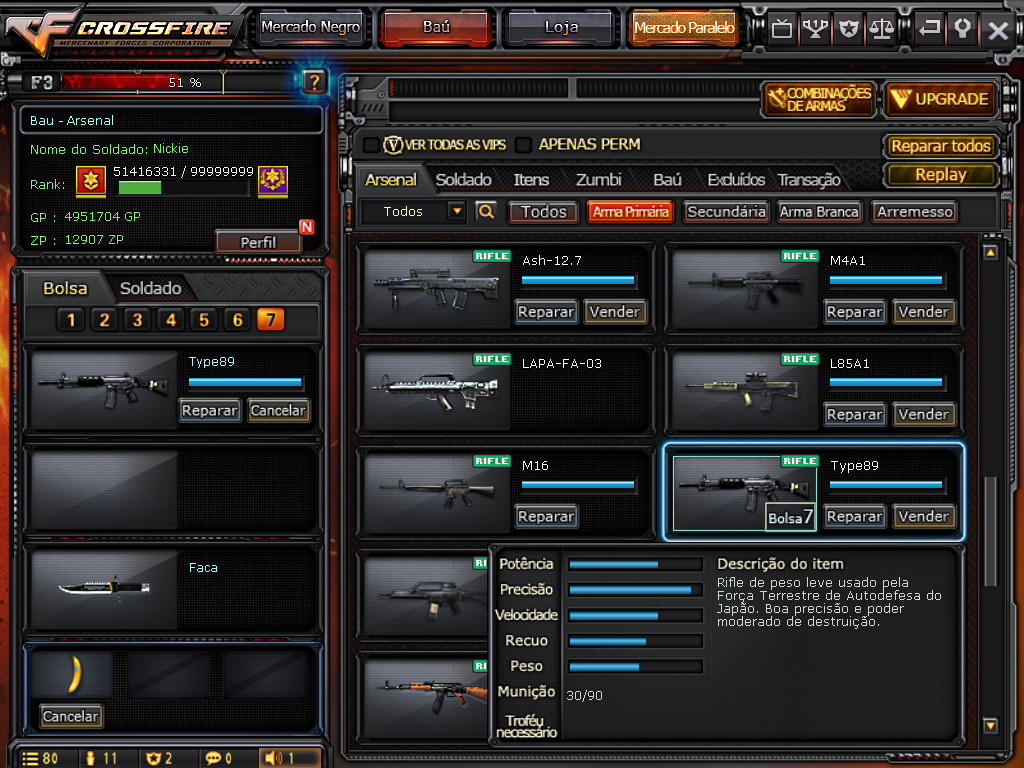 CROSSFIRE
MERCENARY FORCES CORPORATION
Mercado Negro
Baú
Loja
Mercado Paralelo
F3
51 %
?
Bau - Arsenal
Nome do Soldado: Nickie
Rank:
51416331 / 99999999
GP : 4951704 GP
ZP : 12907 ZP
N
Perfil
COMBINAÇÕES
DE ARMAS
UPGRADE
V VER TODAS AS VIPS
APENAS PERM
Reparar todos
Replay
Arsenal
Soldado
Itens
Zumbi
Baú
Excluídos
Transação
Todos
Todos
Arma Primária
Secundária
Arma Branca
Arremesso
Bolsa
Soldado
1 2 3 4 5 6 7
Type89
Reparar
Cancelar
Faca
Cancelar
80
11
2
0
1
RIFLE
Ash-12.7
Reparar
Vender
RIFLE
M4A1
Reparar
Vender
RIFLE
LAPA-FA-03
RIFLE
L85A1
Reparar
Vender
RIFLE
M16
Reparar
RIFLE
Type89
Bolsa7
Reparar
Vender
RI
RI
Potência
Precisão
Velocidade
Recuo
Peso
Munição
30/90
Troféu
necessário
Descrição do item
Rifle de peso leve usado pela
Força Terrestre de Autodefesa do
Japão. Boa precisão e poder
moderado de destruição.